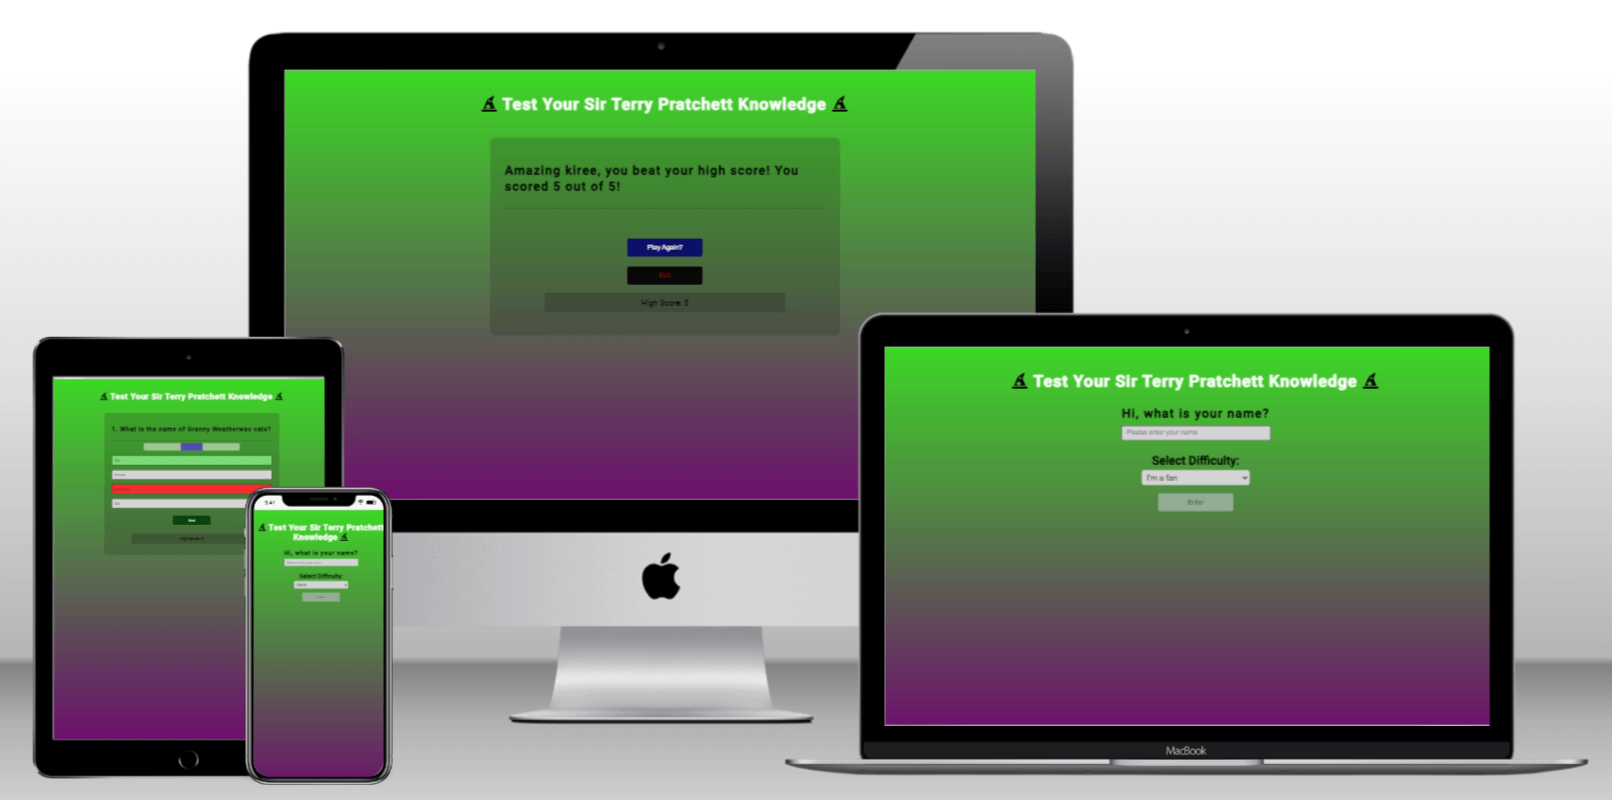 Test Your Sir Terry Pratchett Knowledge
Amazing kiree, you beat your high score! You
scored 5 out of 5!
Play Again?
Exit
High Score: 5
Test Your Sir Terry Pratchett Knowledge
1. What is the name of Granny Weatherwax cats?
Next
9:41
Test Your Sir Terry Pratchett
Knowledge
Hi, what is your name?
Please enter your name
Select Difficulty:
Enter
Test Your Sir Terry Pratchett Knowledge
Hi, what is your name?
Please enter your name
Select Difficulty:
I'm a fan
Enter
MacBook